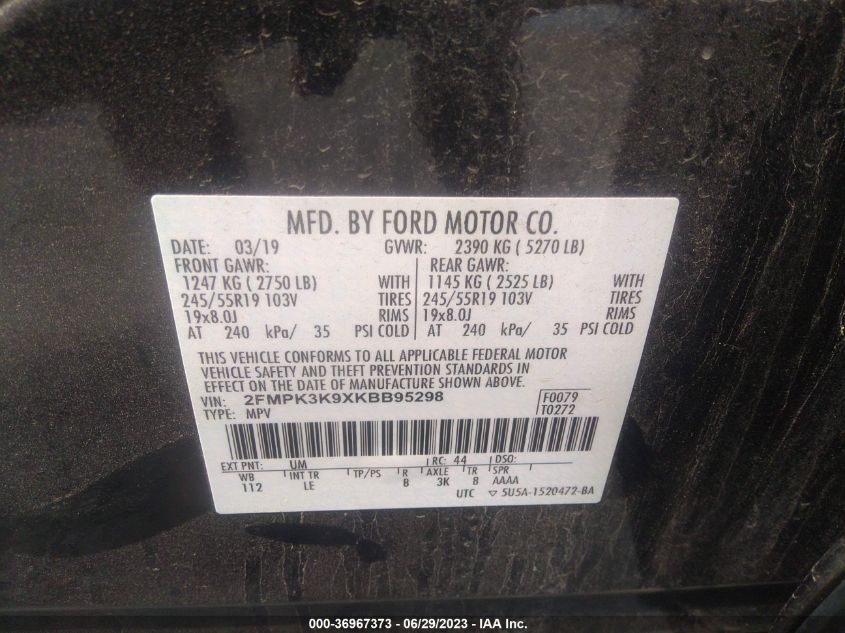 MFD. BY FORD MOTOR CO.
DATE: 03/19 GVWR: 2390 KG ( 5270 LB)
FRONT GAWR: REAR GAWR:
1247 KG ( 2750 LB) WITH 1145 KG ( 2525 LB) WITH
245/55R19 103V TIRES 245/55R19 103V TIRES
19x8.0J RIMS 19x8.0J RIMS
AT 240 kPa/ 35 PSI COLD AT 240 kPa/ 35 PSI COLD
THIS VEHICLE CONFORMS TO ALL APPLICABLE FEDERAL MOTOR
VEHICLE SAFETY AND THEFT PREVENTION STANDARDS IN
EFFECT ON THE DATE OF MANUFACTURE SHOWN ABOVE.
VIN: 2FMPK3K9XKBB95298 F0079
TYPE: MPV T0272
EXT PNT: UM RC: 44 DSO:
WB INT TR TP/PS R AXLE TR SPR
112 LE B 3K 8 AAAA
UTC ▽ 5U5A-1520472-BA
000-36967373 - 06/29/2023 - IAA Inc.